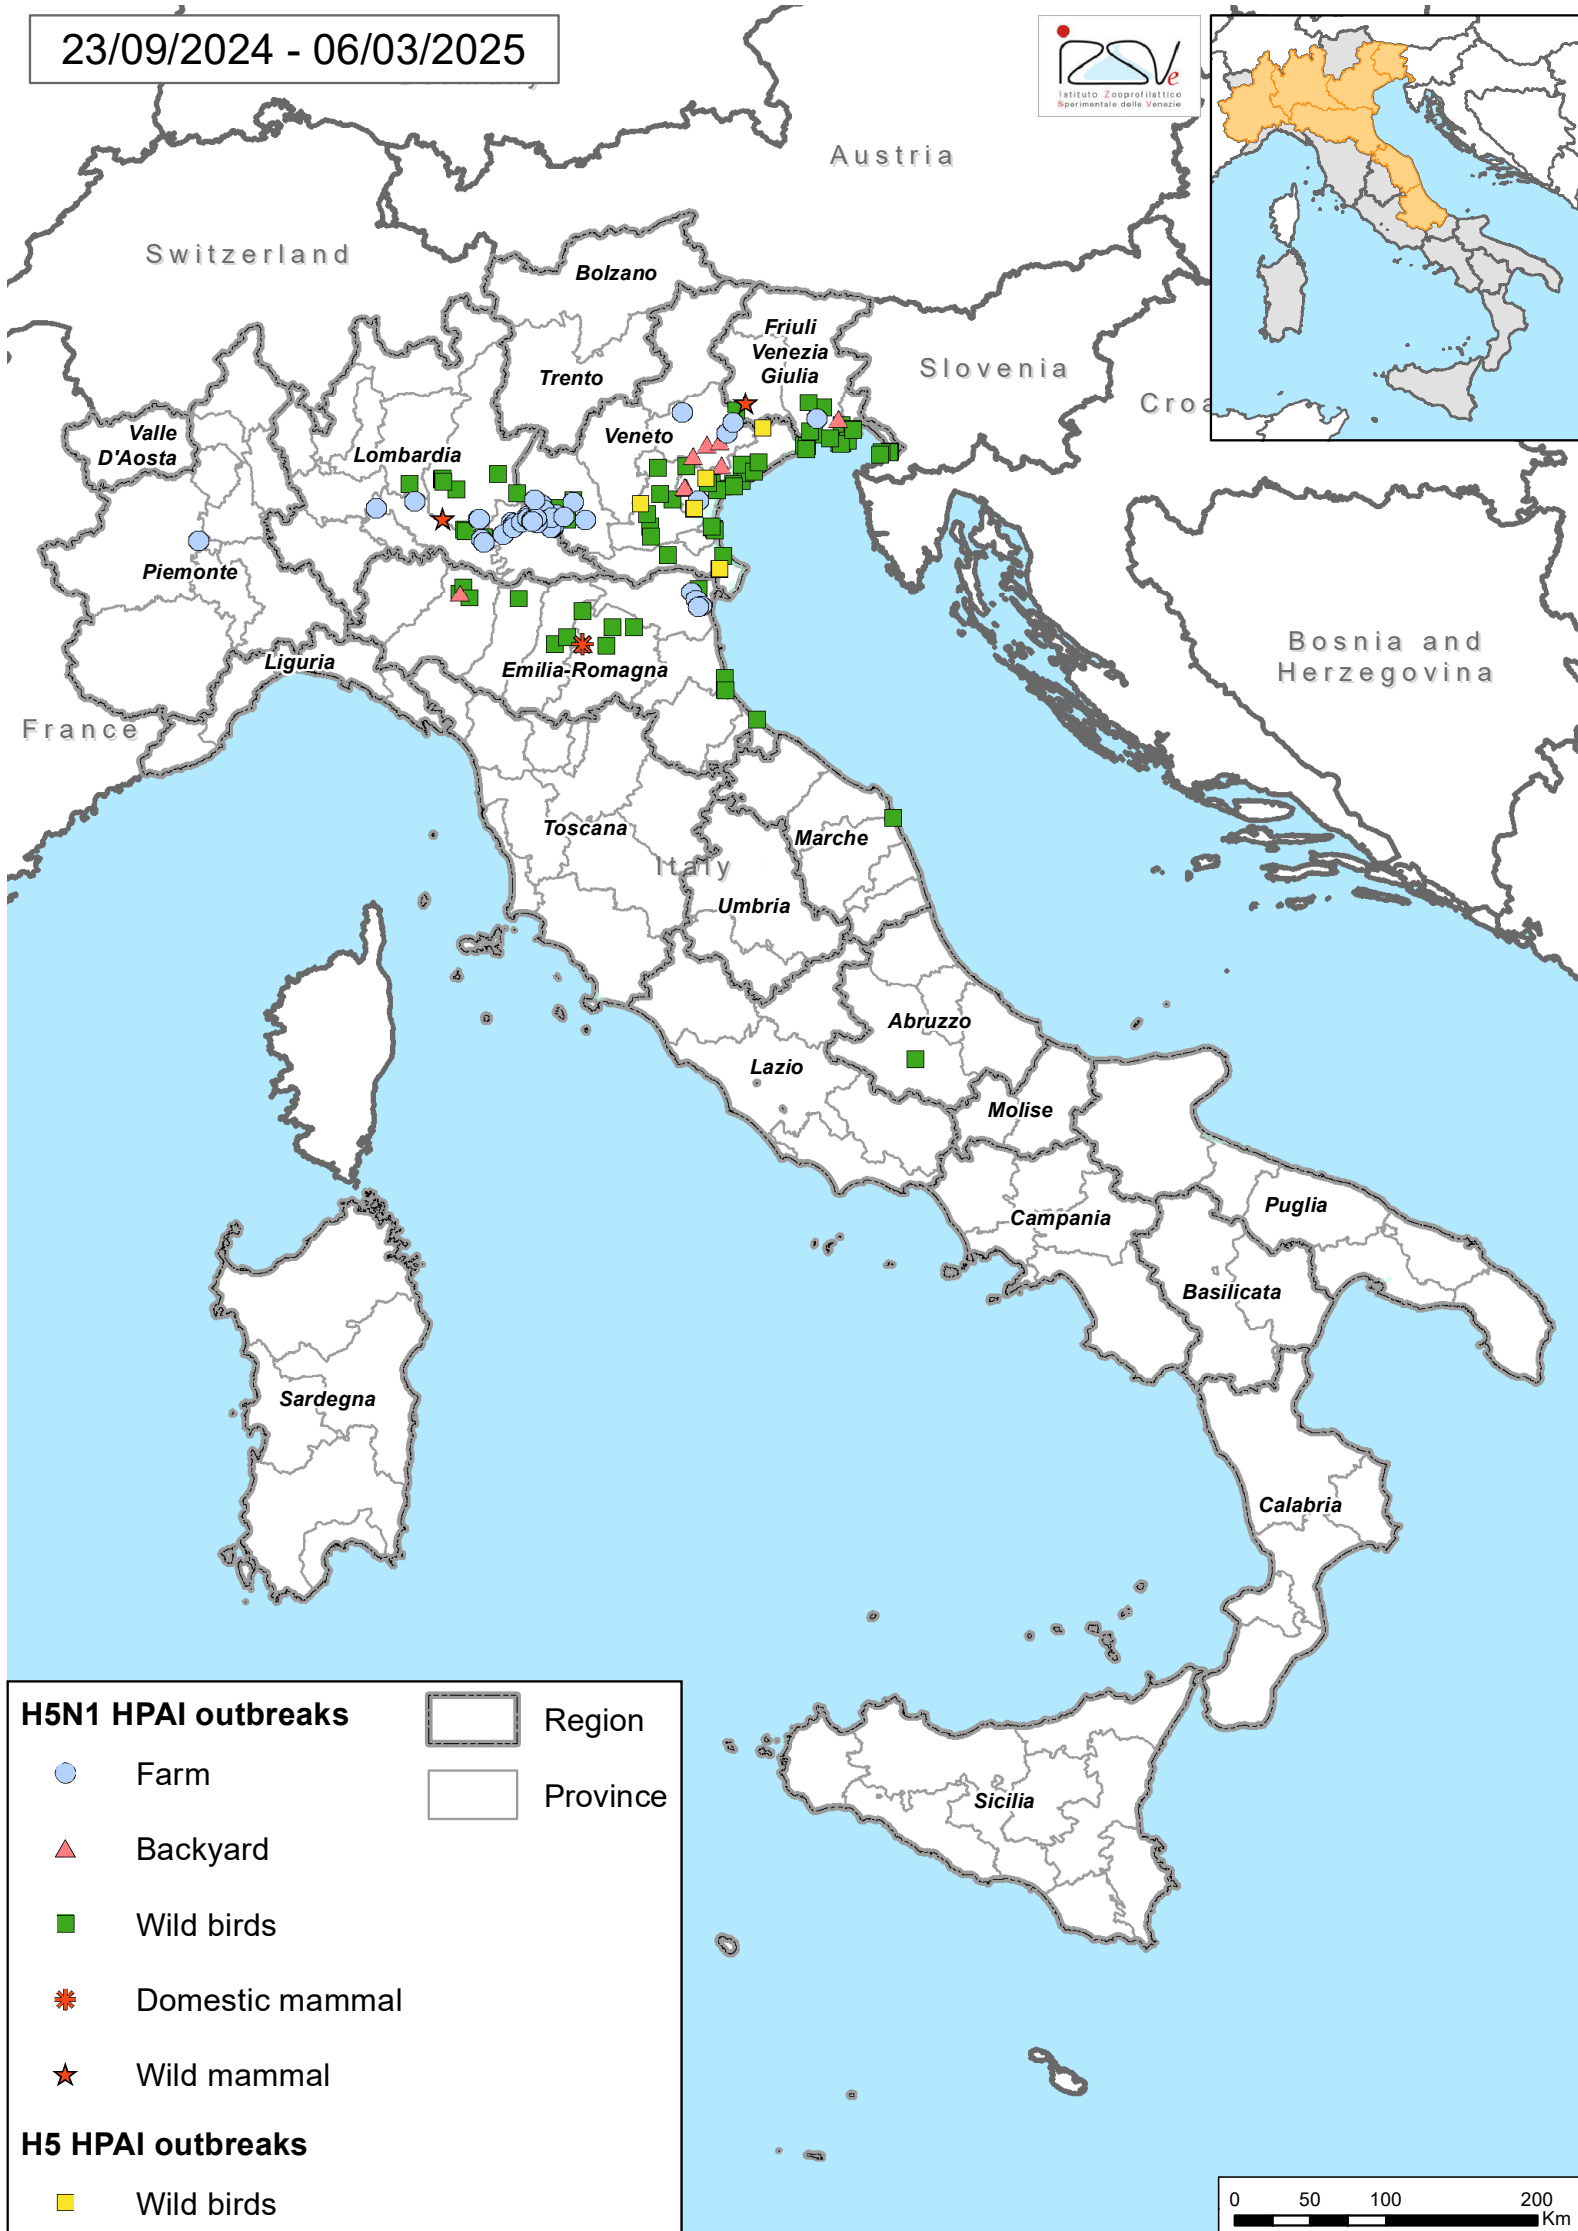 23/09/2024 - 06/03/2025
Istituto Zooprofilattico
Sperimentale delle Venezie
Austria
Switzerland
Bolzano
Friuli
Venezia
Giulia
Slovenia
Trento
Croa
Valle
D'Aosta
Veneto
Lombardia
Piemonte
Bosnia and
Herzegovina
Liguria
Emilia-Romagna
France
Toscana
Marche
Italy
Umbria
Abruzzo
Lazio
Molise
Puglia
Campania
Basilicata
Sardegna
Calabria
Sicilia
H5N1 HPAI outbreaks
Region
Farm
Province
Backyard
Wild birds
Domestic mammal
Wild mammal
H5 HPAI outbreaks
Wild birds
0 50 100 200
Km